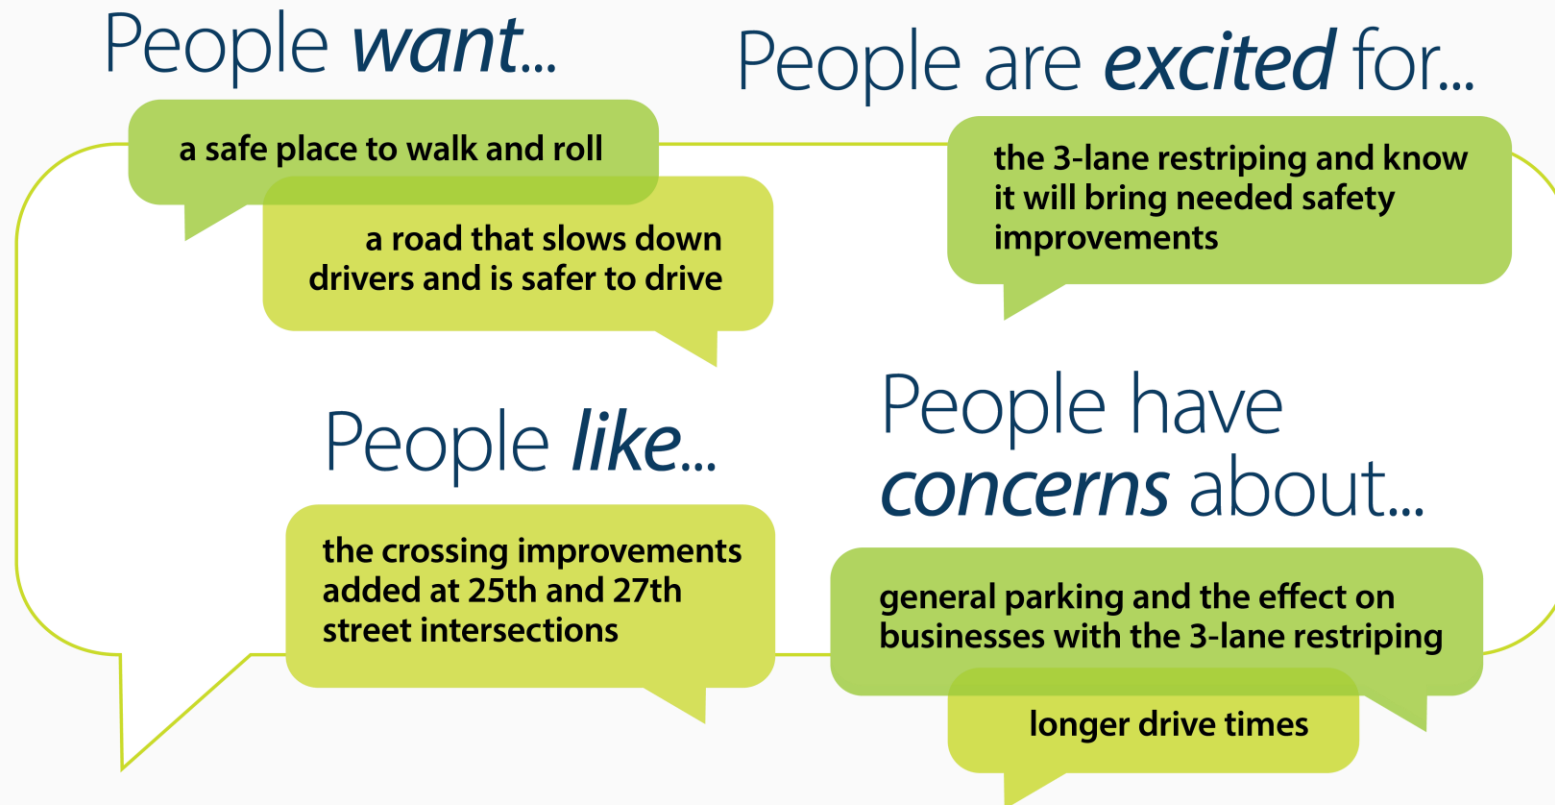 People want...
a safe place to walk and roll
a road that slows down
drivers and is safer to drive
People are excited for...
the 3-lane restriping and know
it will bring needed safety
improvements
People like...
the crossing improvements
added at 25th and 27th
street intersections
People have
concerns about...
general parking and the effect on
businesses with the 3-lane restriping
longer drive times